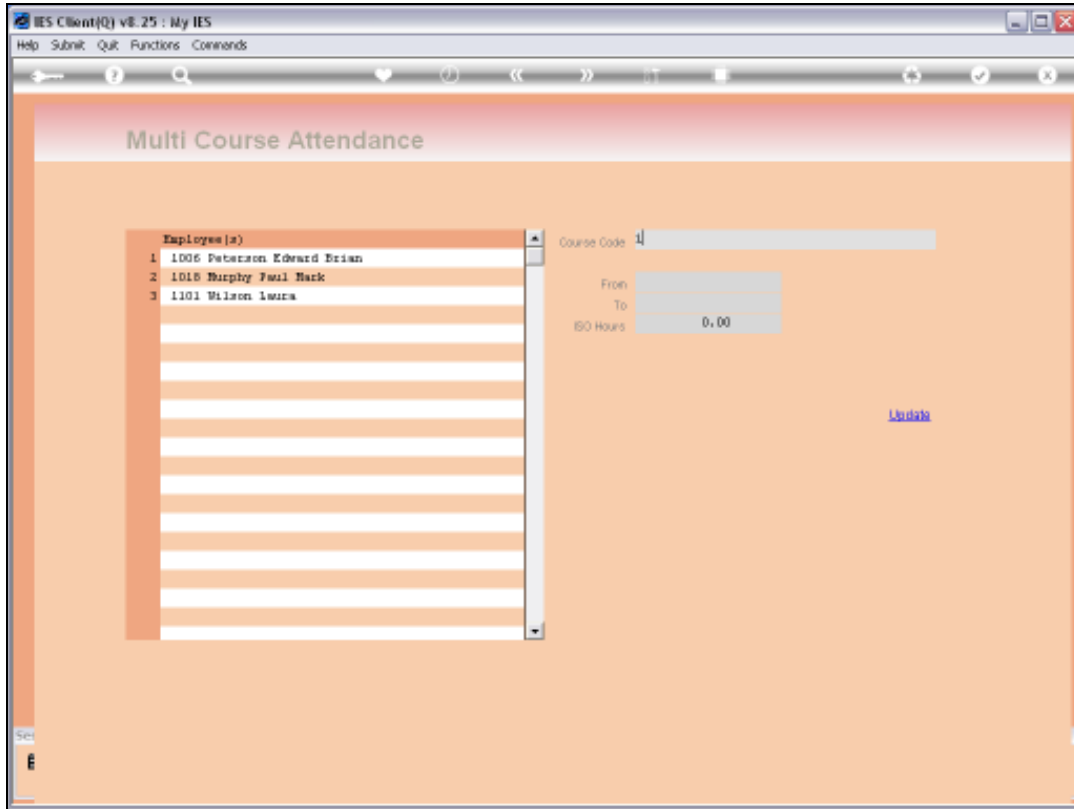 IES Client(Q) v8.25 : My IES
Help Submit Quit Functions Commands
Multi Course Attendance
Employee(s)
1 1006 Peterson Edward Brian
2 1018 Murphy Paul Mark
3 1101 Wilson Laura
Course Code 1
From
To
ISO Hours 0.00
Update